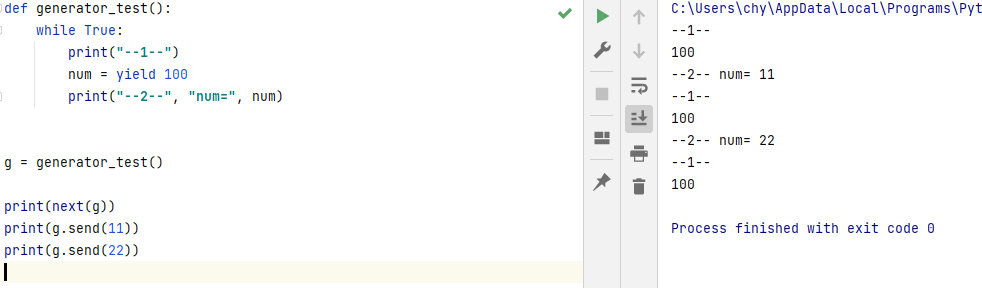 def generator_test():
    while True:
        print("--1--")
        num = yield 100
        print("--2--", "num=", num)
g = generator_test()
print(next(g))
print(g.send(11))
print(g.send(22))
C:\Users\chy\AppData\Local\Programs\Pyt
--1--
100
--2-- num= 11
--1--
100
--2-- num= 22
--1--
100
Process finished with exit code 0